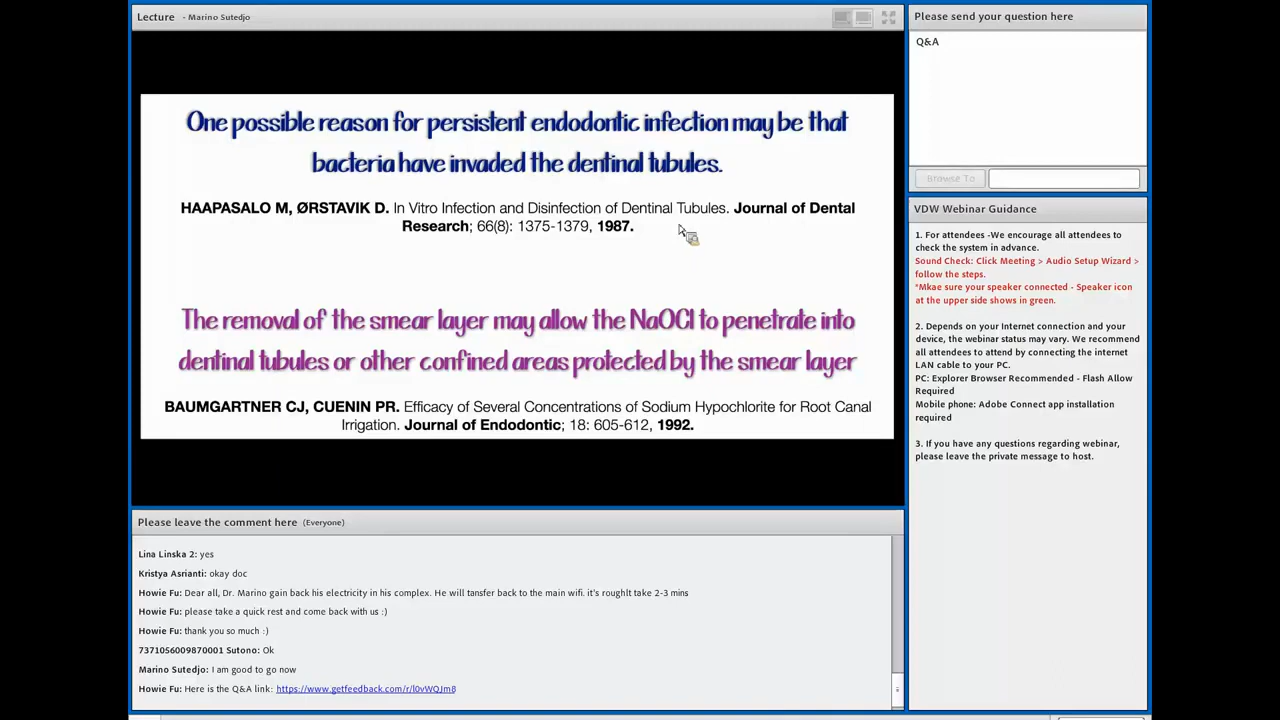 Lecture - Marino Sutedjo
One possible reason for persistent endodontic infection may be that
bacteria have invaded the dentinal tubules.
HAAPASALO M, ØRSTAVIK D. In Vitro Infection and Disinfection of Dentinal Tubules. Journal of Dental
Research; 66(8): 1375-1379, 1987.
The removal of the smear layer may allow the NaOCl to penetrate into
dentinal tubules or other confined areas protected by the smear layer
BAUMGARTNER CJ, CUENIN PR. Efficacy of Several Concentrations of Sodium Hypochlorite for Root Canal
Irrigation. Journal of Endodontic; 18: 605-612, 1992.
Please leave the comment here (Everyone)
Lina Linska 2: yes
Kristya Asrianti: okay doc
Howie Fu: Dear all, Dr. Marino gain back his electricity in his complex. He will tansfer back to the main wifi. it's roughlt take 2-3 mins
Howie Fu: please take a quick rest and come back with us :)
Howie Fu: thank you so much :)
7371056009870001 Sutono: Ok
Marino Sutedjo: I am good to go now
Howie Fu: Here is the Q&A link: https://www.getfeedback.com/r/l0vWQJm8
Please send your question here
Q&A
Browse To
VDW Webinar Guidance
1. For attendees -We encourage all attendees to
check the system in advance.
Sound Check: Click Meeting > Audio Setup Wizard >
follow the steps.
*Mkae sure your speaker connected - Speaker icon
at the upper side shows in green.
2. Depends on your Internet connection and your
device, the webinar status may vary. We recommend
all attendees to attend by connecting the internet
LAN cable to your PC.
PC: Explorer Browser Recommended - Flash Allow
Required
Mobile phone: Adobe Connect app installation
required
3. If you have any questions regarding webinar,
please leave the private message to host.